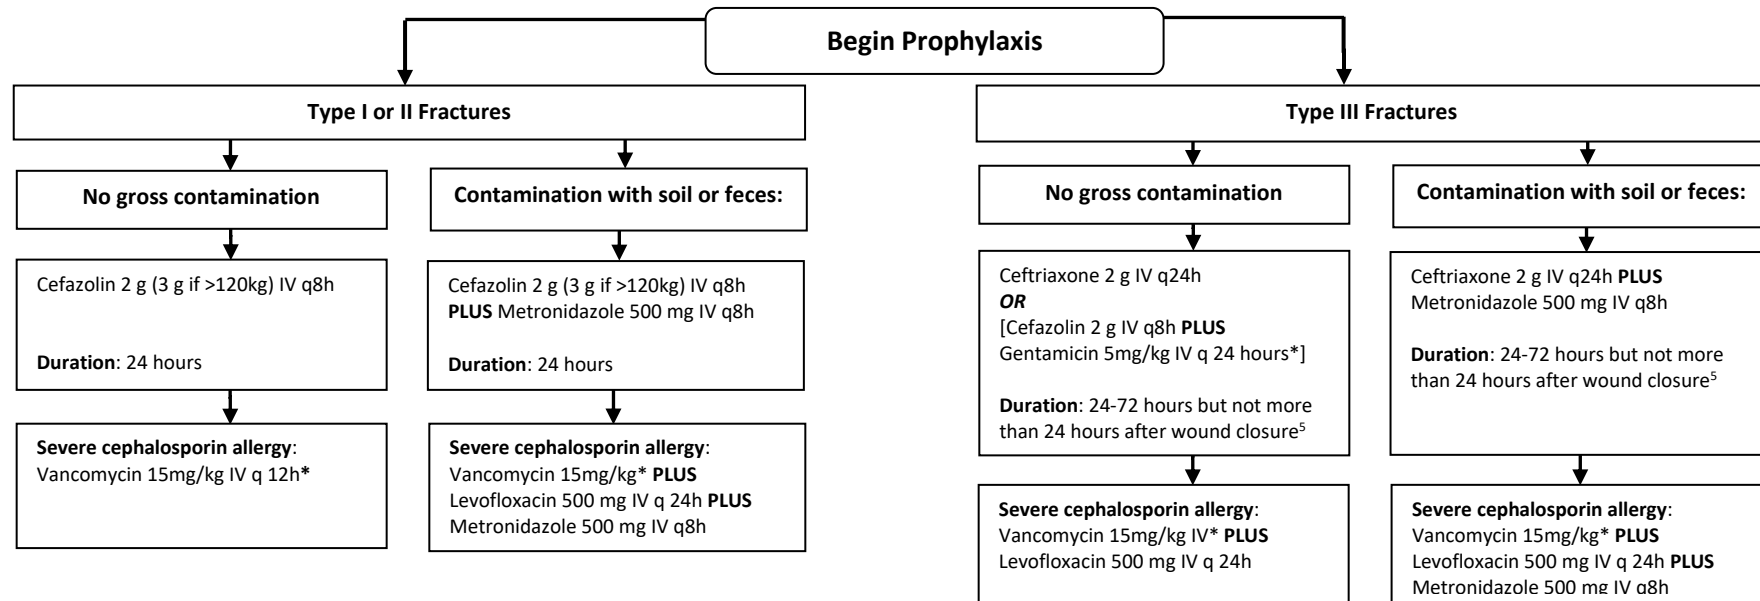 Begin Prophylaxis
Type I or II Fractures
No gross contamination
Cefazolin 2 g (3 g if >120kg) IV q8h
Duration: 24 hours
Severe cephalosporin allergy:
Vancomycin 15mg/kg IV q 12h*
Contamination with soil or feces:
Cefazolin 2 g (3 g if >120kg) IV q8h
PLUS Metronidazole 500 mg IV q8h
Duration: 24 hours
Severe cephalosporin allergy:
Vancomycin 15mg/kg* PLUS
Levofloxacin 500 mg IV q 24h PLUS
Metronidazole 500 mg IV q8h
Type III Fractures
No gross contamination
Ceftriaxone 2 g IV q24h
OR
[Cefazolin 2 g IV q8h PLUS
Gentamicin 5mg/kg IV q 24 hours*]
Duration: 24-72 hours but not more
than 24 hours after wound closure⁵
Severe cephalosporin allergy:
Vancomycin 15mg/kg IV* PLUS
Levofloxacin 500 mg IV q 24h
Contamination with soil or feces:
Ceftriaxone 2 g IV q24h PLUS
Metronidazole 500 mg IV q8h
Duration: 24-72 hours but not more
than 24 hours after wound closure⁵
Severe cephalosporin allergy:
Vancomycin 15mg/kg* PLUS
Levofloxacin 500 mg IV q 24h PLUS
Metronidazole 500 mg IV q8h